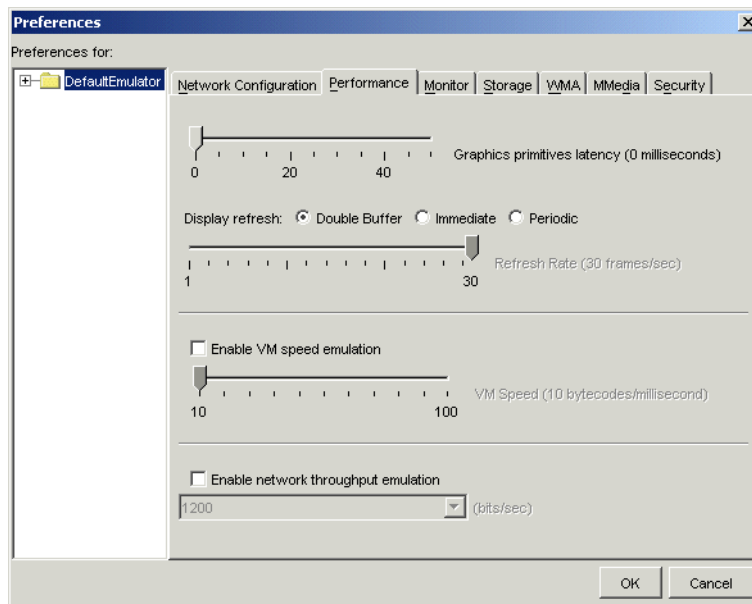 Preferences
Preferences for:
DefaultEmulator
Network Configuration Performance Monitor Storage WMA MMedia Security
Graphics primitives latency (0 milliseconds)
0 20 40
Display refresh: Double Buffer Immediate Periodic
Refresh Rate (30 frames/sec)
1 30
Enable VM speed emulation
VM Speed (10 bytecodes/millisecond)
10 100
Enable network throughput emulation
1200 (bits/sec)
OK Cancel